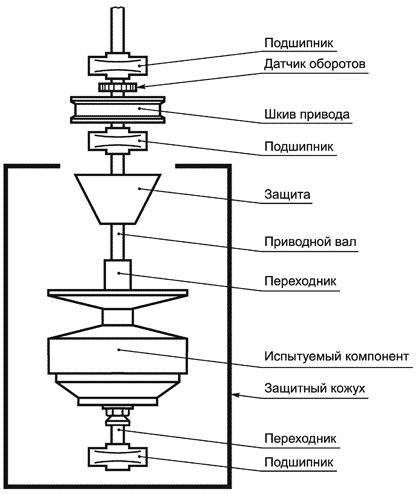 Подшипник
Датчик оборотов
Шкив привода
Подшипник
Защита
Приводной вал
Переходник
Испытуемый компонент
Защитный кожух
Переходник
Подшипник